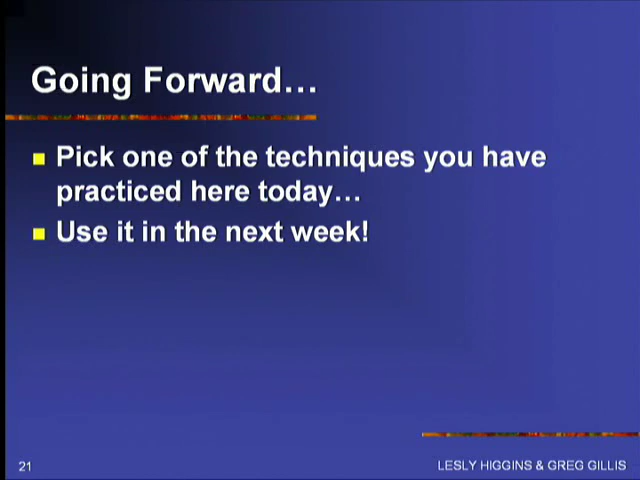 Going Forward…
Pick one of the techniques you have
practiced here today…
Use it in the next week!
21
LESLY HIGGINS & GREG GILLIS